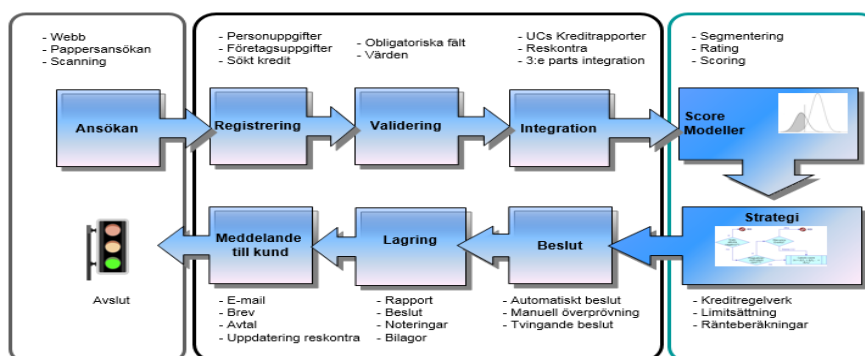 - Webb
- Pappersansökan
- Scanning
- Personuppgifter
- Företagsuppgifter
- Sökt kredit
- Obligatoriska fält
- Värden
- UCs Kreditrapporter
- Reskontra
- 3:e parts integration
- Segmentering
- Rating
- Scoring
Ansökan
Registrering
Validering
Integration
Score
Modeller
Strategi
Beslut
Lagring
Meddelande
till kund
Avslut
- E-mail
- Brev
- Avtal
- Uppdatering reskontra
- Rapport
- Beslut
- Noteringar
- Bilagor
- Automatiskt beslut
- Manuell överprövning
- Tvingande beslut
- Kreditregelverk
- Limitsättning
- Ränteberäkningar